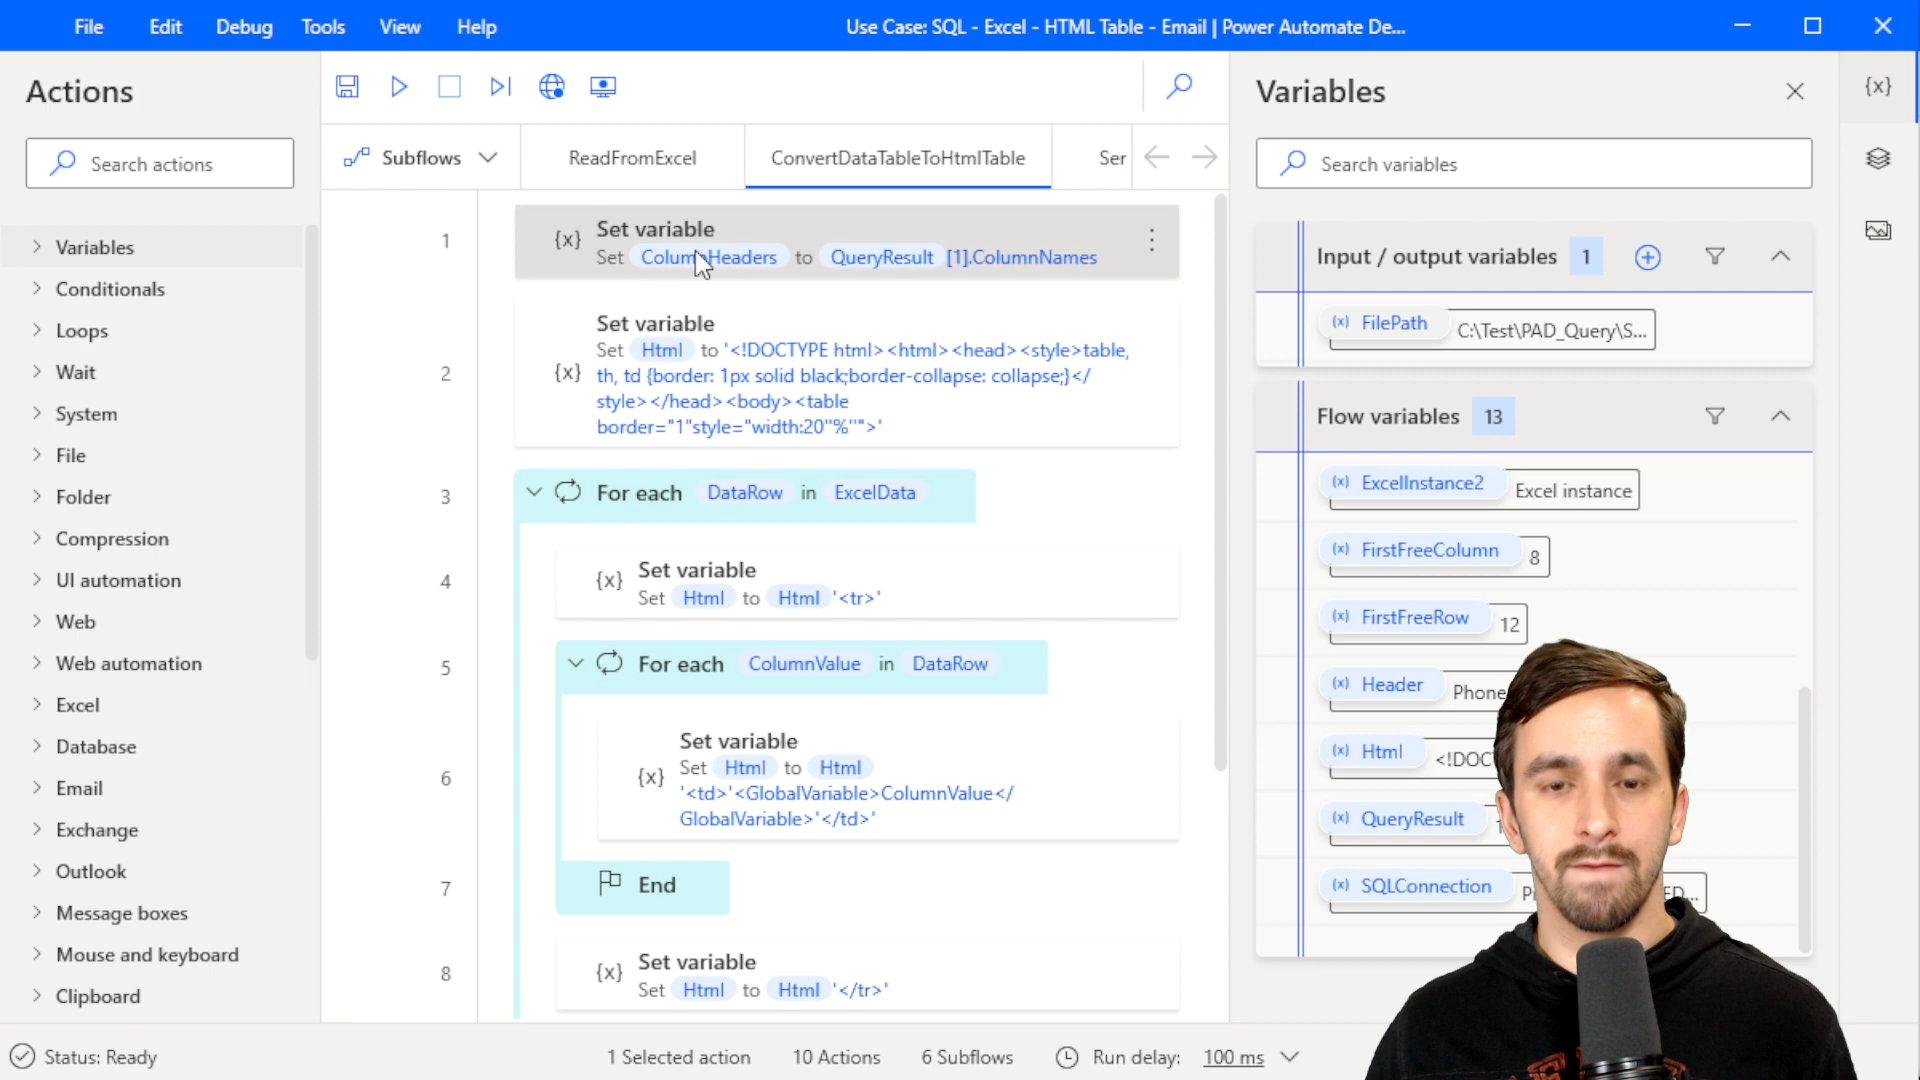 File Edit Debug Tools View Help
Use Case: SQL - Excel - HTML Table - Email | Power Automate De...
Actions
Search actions
Variables
Conditionals
Loops
Wait
System
File
Folder
Compression
UI automation
Web
Web automation
Excel
Database
Email
Exchange
Outlook
Message boxes
Mouse and keyboard
Clipboard
Subflows
ReadFromExcel
ConvertDataTableToHtmlTable
Ser
1
Set variable
Set ColumnHeaders to QueryResult [1].ColumnNames
2
Set variable
Set Html to '<!DOCTYPE html><html><head><style>table,
th, td {border: 1px solid black;border-collapse: collapse;}</
style></head><body><table
border="1"style="width:20"%"">'
3
For each DataRow in ExcelData
4
Set variable
Set Html to Html '<tr>'
5
For each ColumnValue in DataRow
6
Set variable
Set Html to Html
'<td>'<GlobalVariable>ColumnValue</
GlobalVariable>'</td>'
7
End
8
Set variable
Set Html to Html '</tr>'
Variables
Search variables
Input / output variables 1
(x) FilePath C:\Test\PAD_Query\S...
Flow variables 13
(x) ExcelInstance2 Excel instance
(x) FirstFreeColumn 8
(x) FirstFreeRow 12
(x) Header Phone
(x) Html <!DOC
(x) QueryResult
(x) SQLConnection
{x}
Status: Ready
1 Selected action
10 Actions
6 Subflows
Run delay: 100 ms